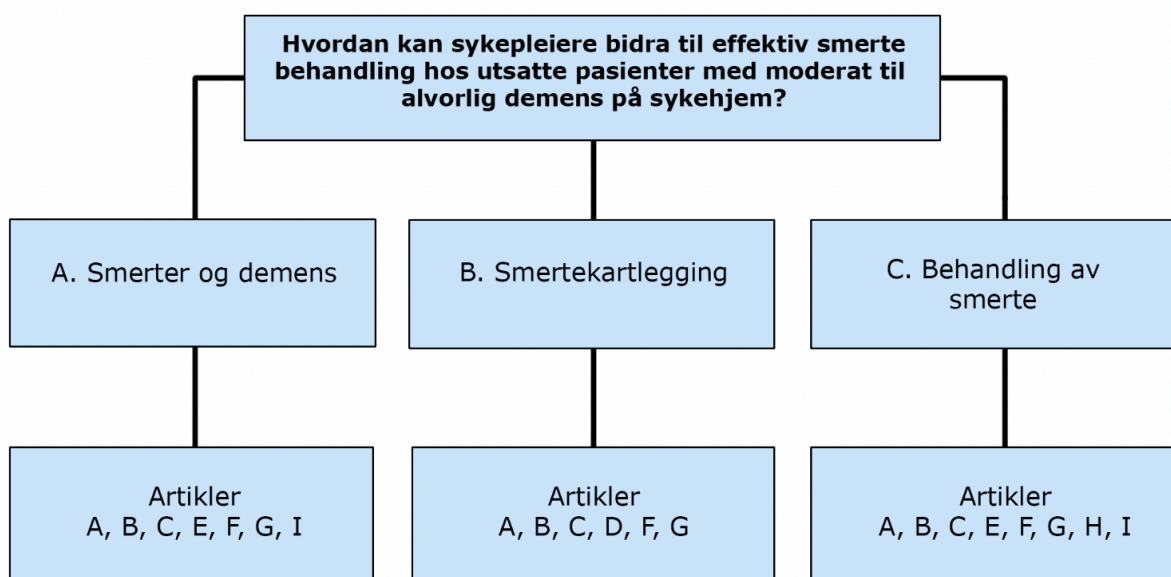 Hvordan kan sykepleiere bidra til effektiv smerte
behandling hos utsatte pasienter med moderat til
alvorlig demens på sykehjem?
A. Smerter og demens
B. Smertekartlegging
C. Behandling av
smerte
Artikler
A, B, C, E, F, G, I
Artikler
A, B, C, D, F, G
Artikler
A, B, C, E, F, G, H, I